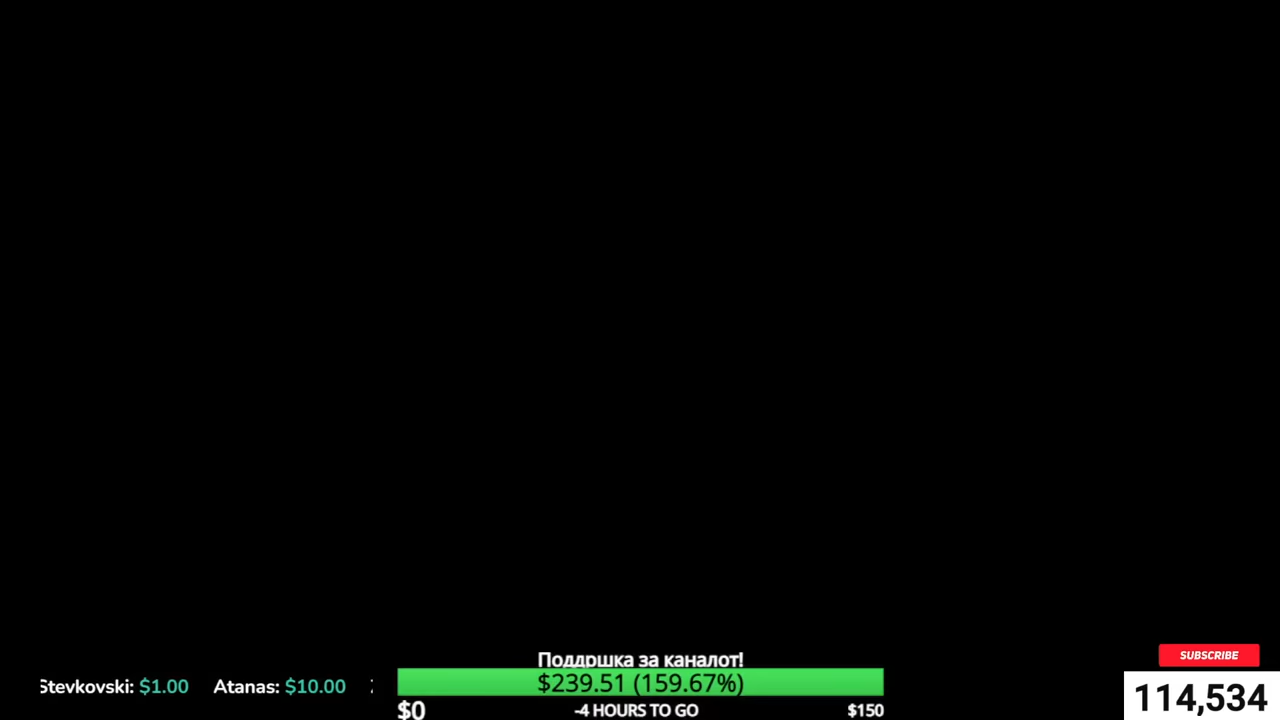 Поддршка за каналот!
SUBSCRIBE
Stevkovski: $1.00 Atanas: $10.00
$239.51 (159.67%)
114,534
$0 -4 HOURS TO GO $150